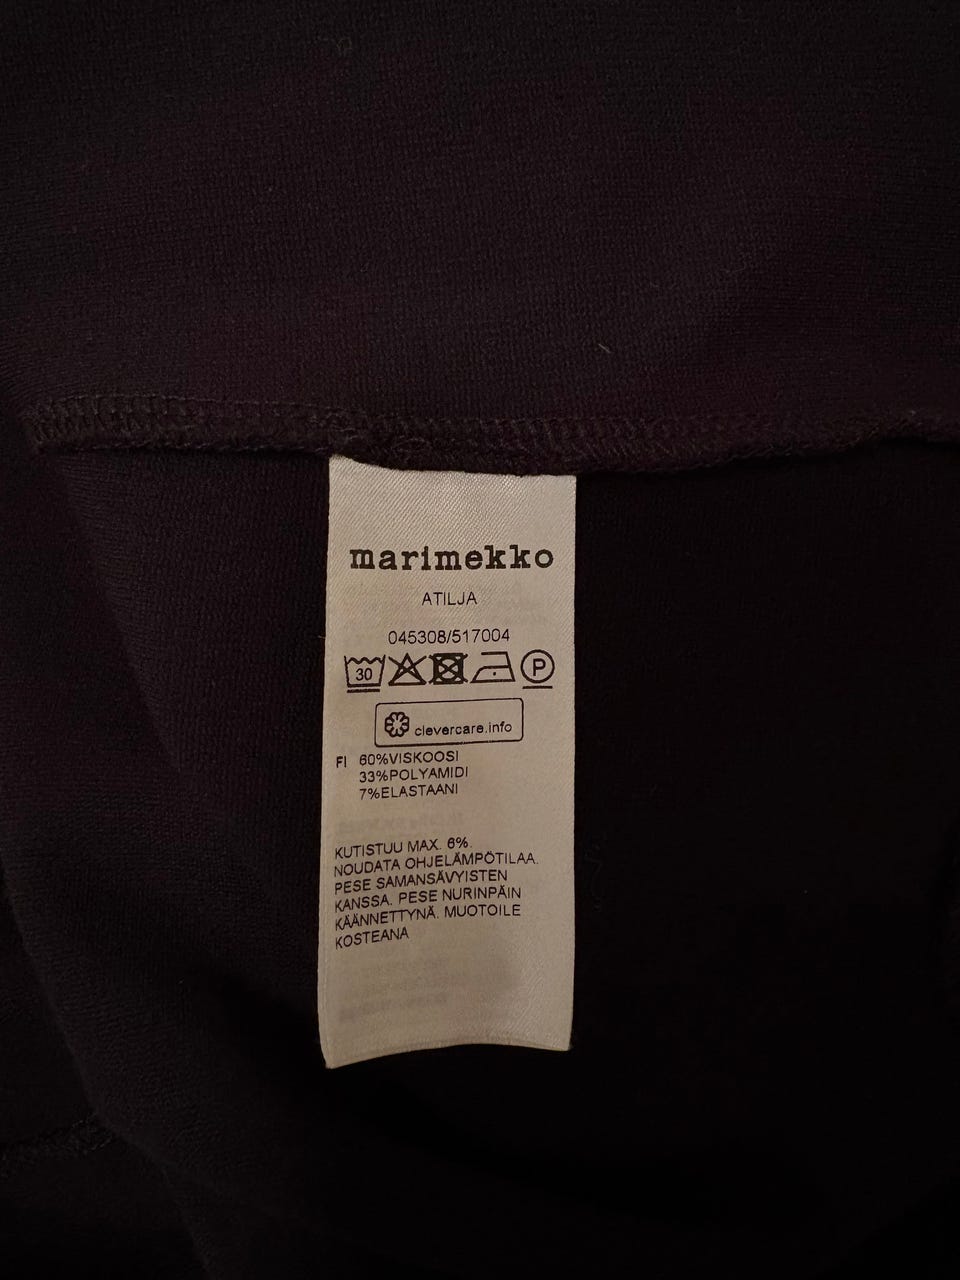 marimekko
ATILJA
045308/517004
30 P
clevercare.info
FI 60%VISKOOSI
33%POLYAMIDI
7%ELASTAANI
KUTISTUU MAX. 6%.
NOUDATA OHJELÄMPÖTILAA.
PESE SAMANSÄVYISTEN
KANSSA. PESE NURINPÄIN
KÄÄNNETTYNÄ. MUOTOILE
KOSTEANA